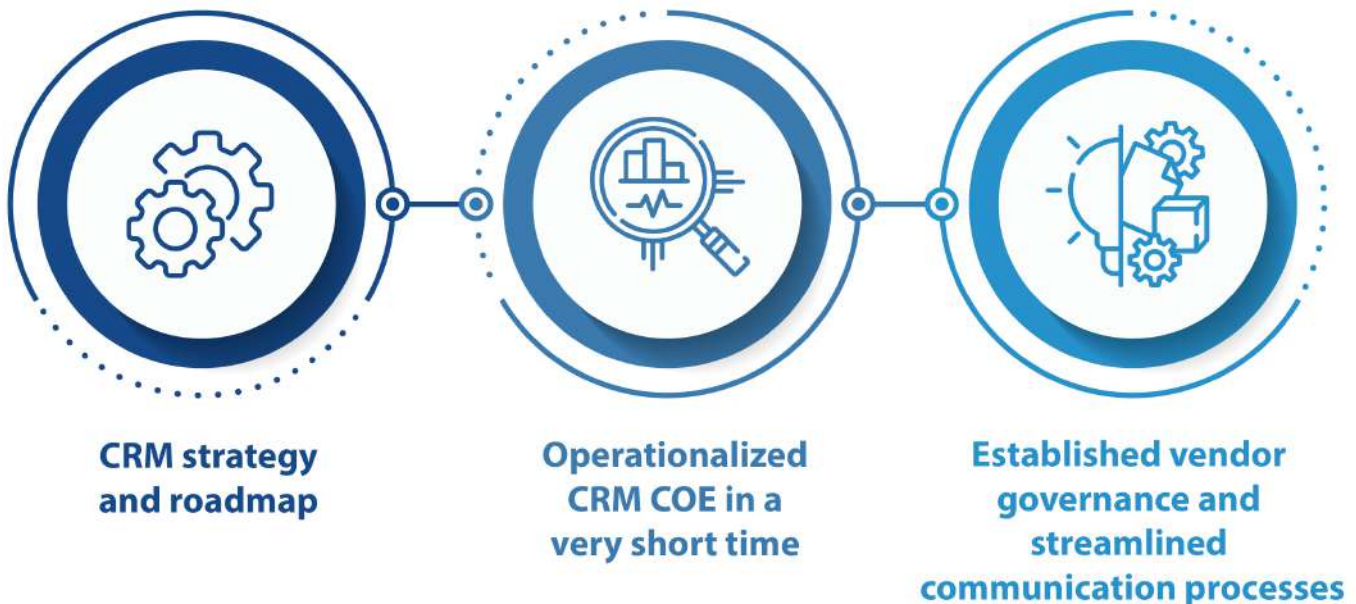 CRM strategy
and roadmap
Operationalized
CRM COE in a
very short time
Established vendor
governance and
streamlined
communication processes